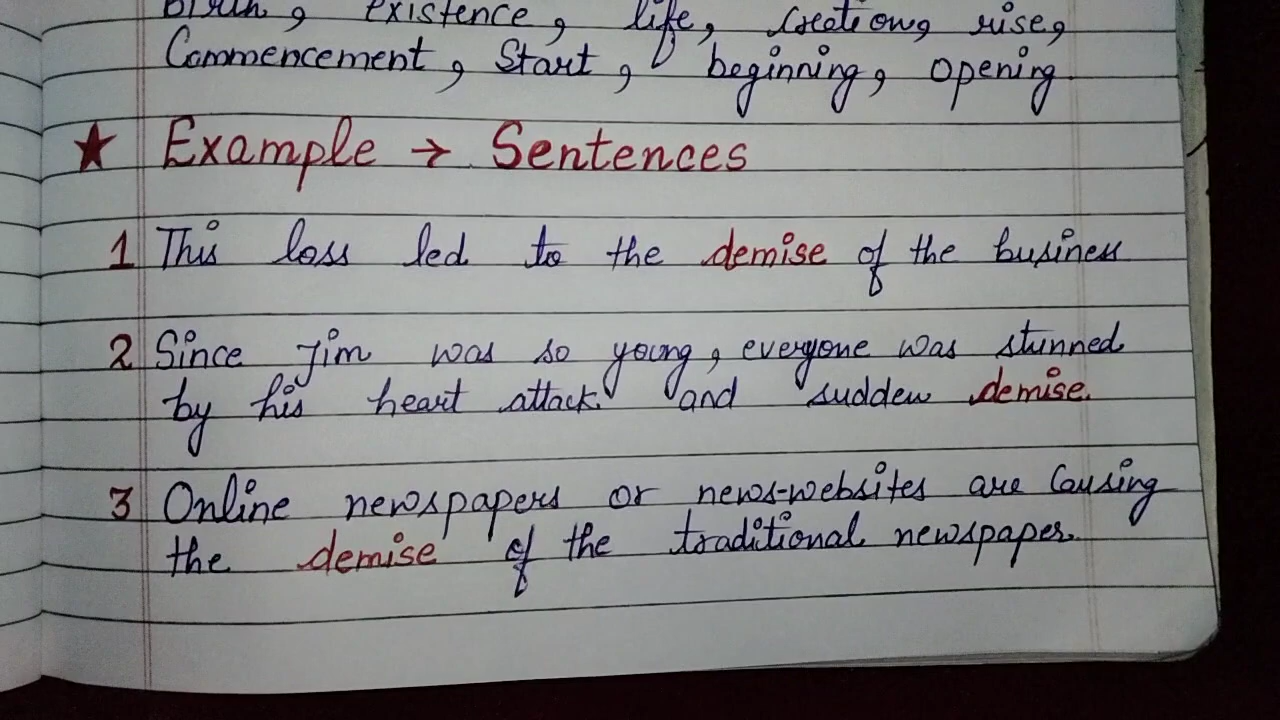 Birth, existence, life, creation, rise,
Commencement, Start, beginning, opening
★ Example → Sentences
1 This loss led to the demise of the business
2 Since Jim was so young, everyone was stunned
by his heart attack and sudden demise.
3 Online newspapers or news-websites are Causing
the demise of the traditional newspaper.